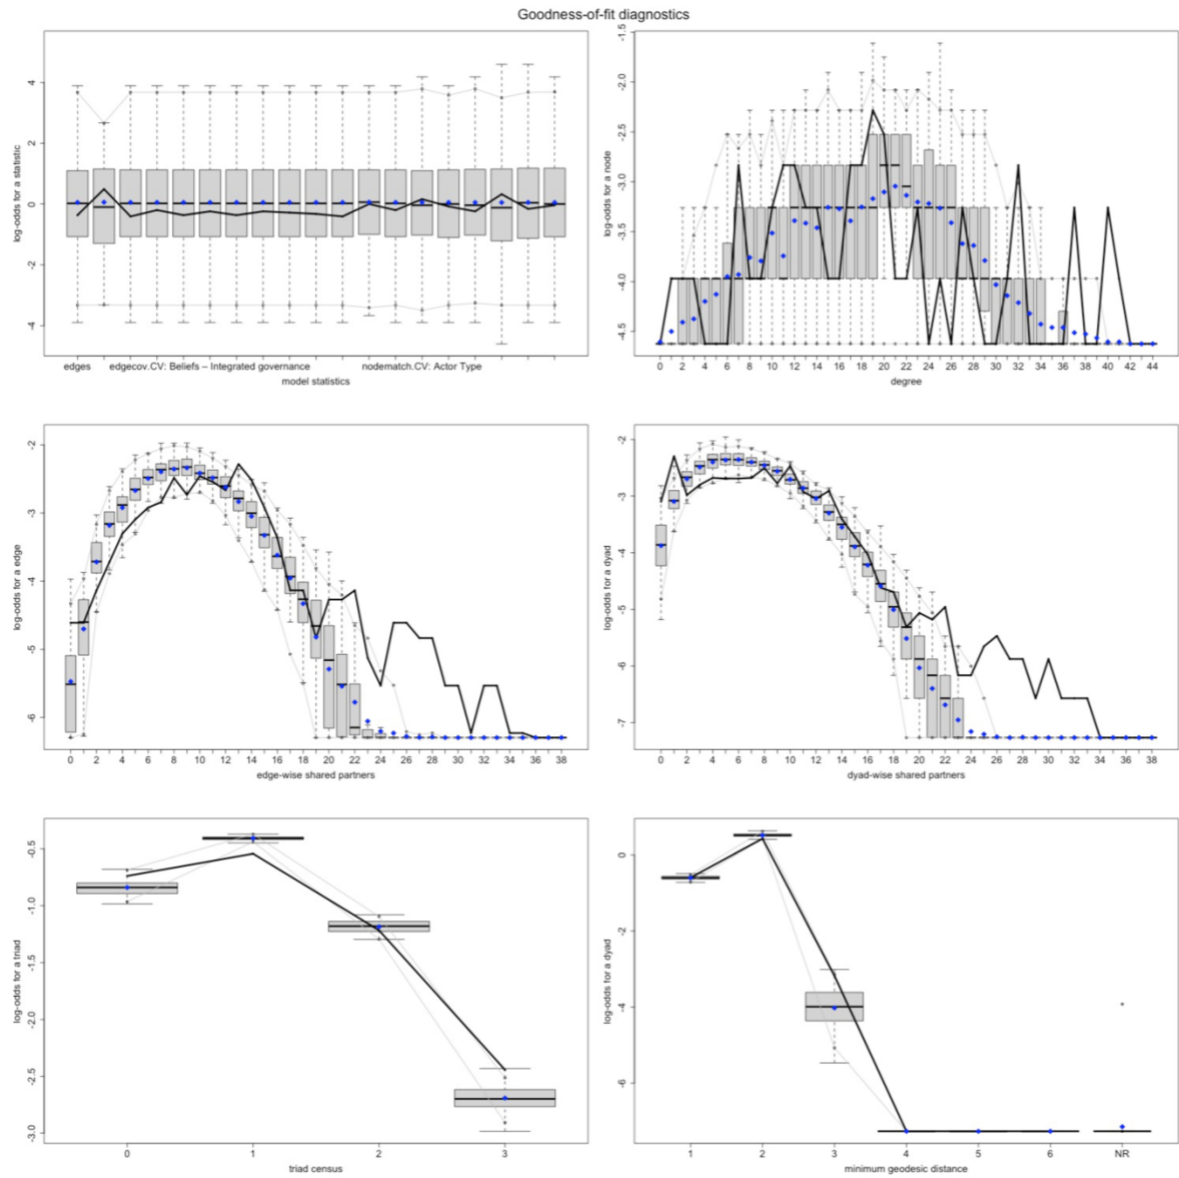 Goodness-of-fit diagnostics
log-odds for a statistic
4
2
0
-2
-4
edges edgecov.CV: Beliefs – Integrated governance nodematch.CV: Actor Type
model statistics
log-odds for a node
-1.5
-2.0
-2.5
-3.0
-3.5
-4.0
-4.5
0 2 4 6 8 10 12 14 16 18 20 22 24 26 28 30 32 34 36 38 40 42 44
degree
log-odds for a edge
-2
-3
-4
-5
-6
0 2 4 6 8 10 12 14 16 18 20 22 24 26 28 30 32 34 36 38
edge-wise shared partners
log-odds for a dyad
-2
-3
-4
-5
-6
-7
0 2 4 6 8 10 12 14 16 18 20 22 24 26 28 30 32 34 36 38
dyad-wise shared partners
log-odds for a triad
-0.5
-1.0
-1.5
-2.0
-2.5
-3.0
0 1 2 3
triad census
log-odds for a dyad
0
-2
-4
-6
1 2 3 4 5 6 NR
minimum geodesic distance